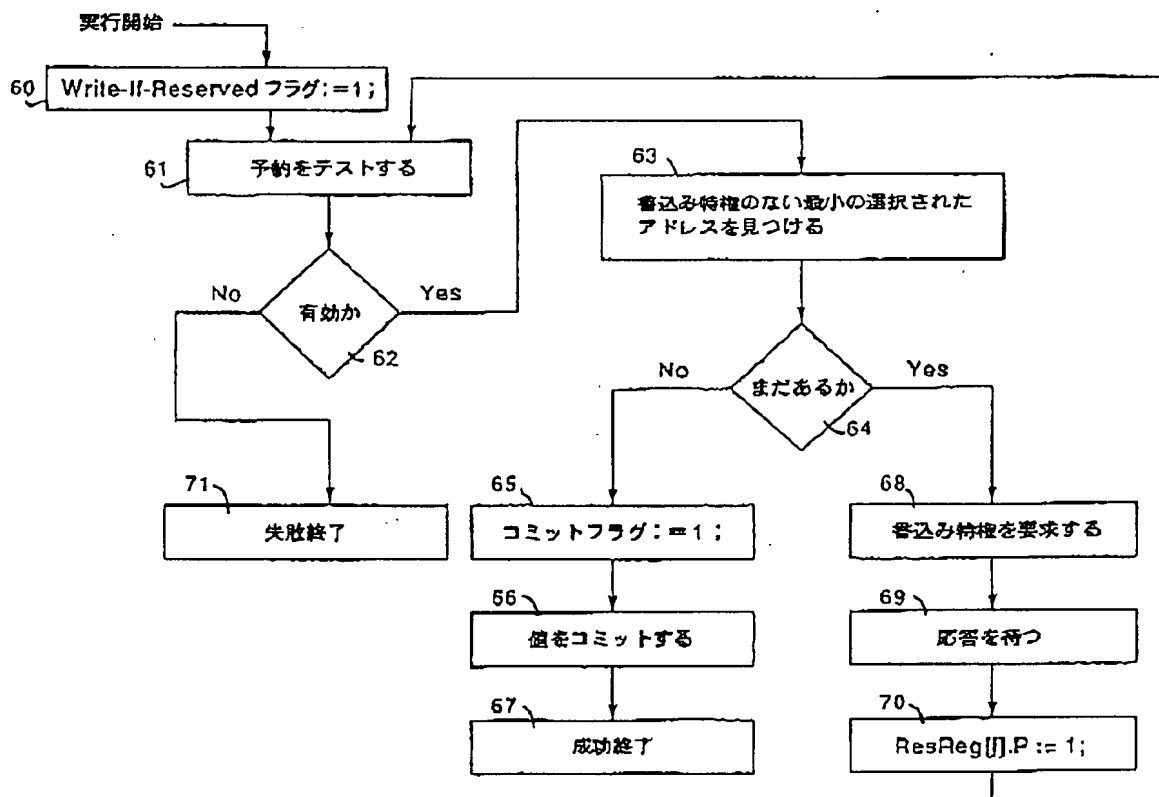 実行開始
60
Write-If-Reserved フラグ:=1;
61
予約をテストする
有効か
62
No
Yes
63
書込み特権のない最小の選択された
アドレスを見つける
まだあるか
64
No
Yes
71
失敗終了
65
コミットフラグ:=1;
66
値をコミットする
67
成功終了
68
書込み特権を要求する
69
応答を待つ
70
ResReg[j].P := 1;